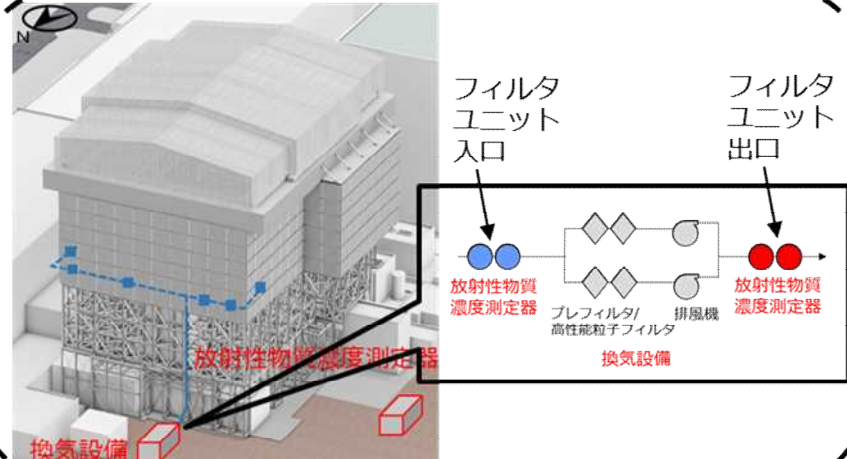 N
フィルタ
ユニット
入口
フィルタ
ユニット
出口
放射性物質
濃度測定器
プレフィルタ/
高性能粒子フィルタ
排風機
放射性物質
濃度測定器
換気設備
放射性物質濃度測定器
換気設備